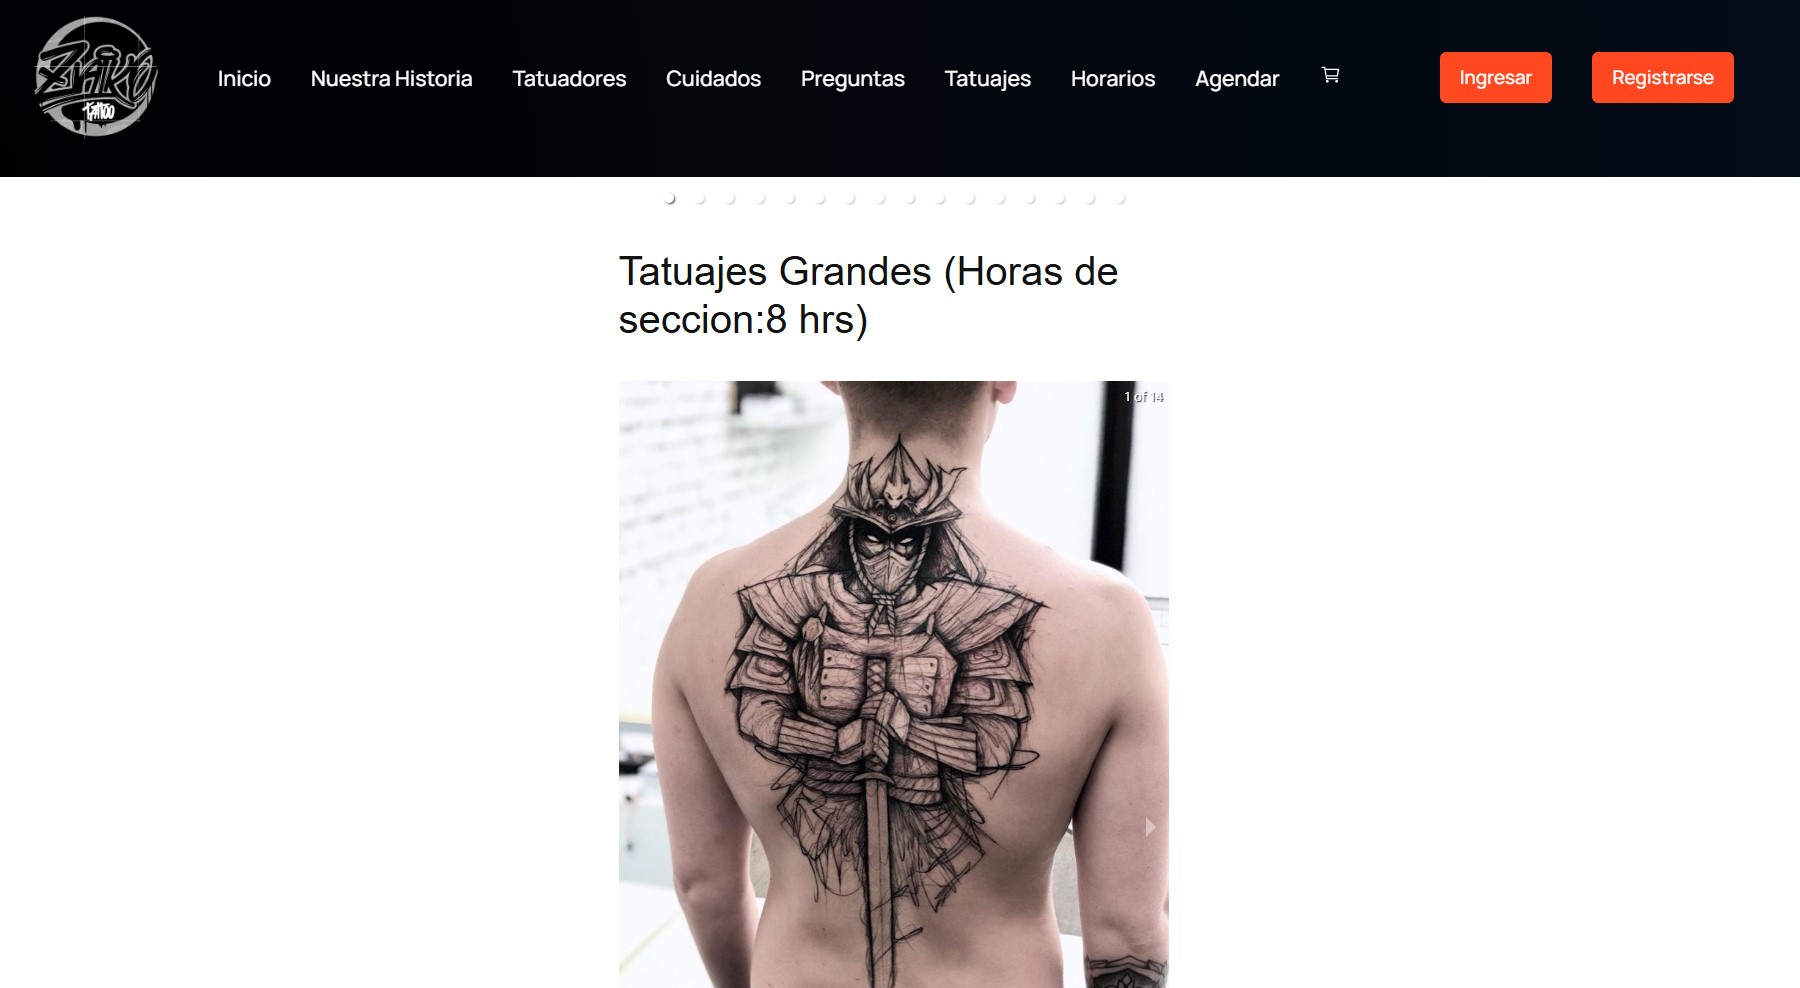 Znaiko
tattoo
Inicio Nuestra Historia Tatuadores Cuidados Preguntas Tatuajes Horarios Agendar Ingresar Registrarse
Tatuajes Grandes (Horas de
seccion:8 hrs)
1 of 14